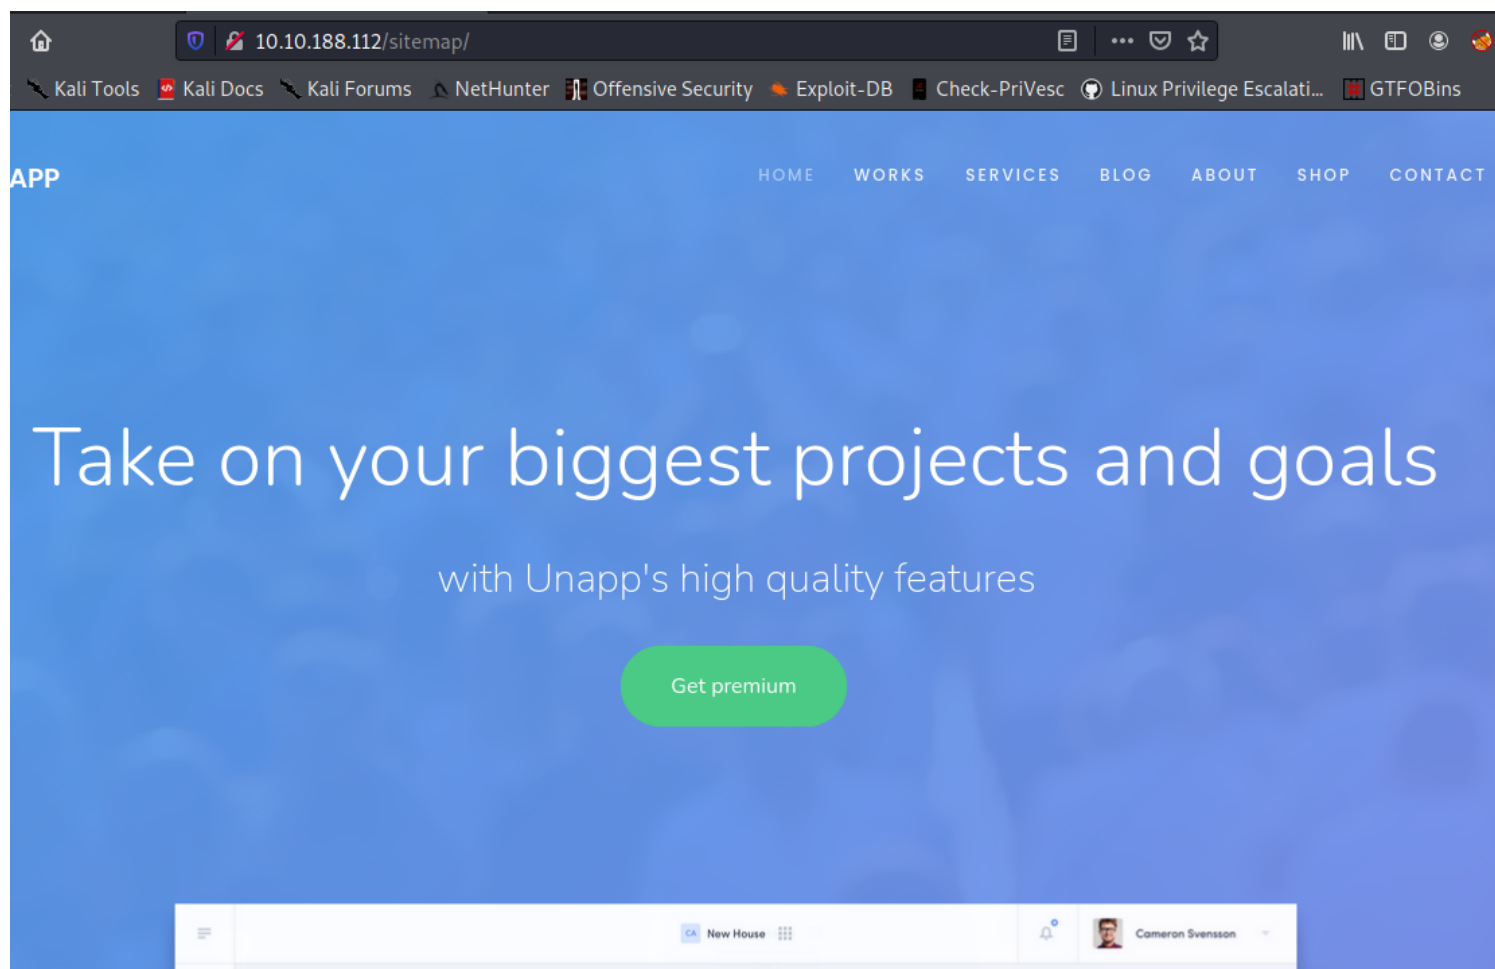 10.10.188.112/sitemap/
Kali Tools Kali Docs Kali Forums NetHunter Offensive Security Exploit-DB Check-PriVesc Linux Privilege Escalati... GTFOBins
APP HOME WORKS SERVICES BLOG ABOUT SHOP CONTACT
Take on your biggest projects and goals
with Unapp's high quality features
Get premium
CA New House Cameron Svensson